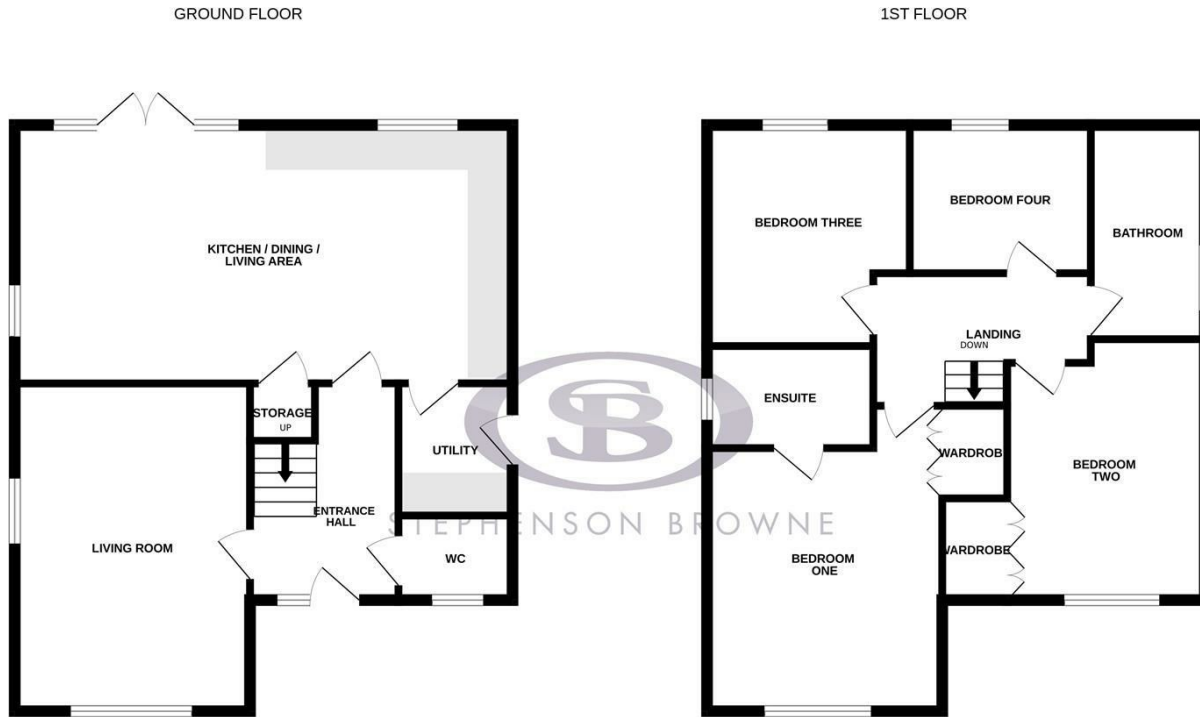 GROUND FLOOR
1ST FLOOR
KITCHEN / DINING /
LIVING AREA
STORAGE
UP
UTILITY
ENTRANCE
HALL
LIVING ROOM
WC
BEDROOM THREE
BEDROOM FOUR
BATHROOM
LANDING
DOWN
ENSUITE
WARDROB
BEDROOM
TWO
WARDROBE
BEDROOM
ONE
SB
STEPHENSON BROWNE